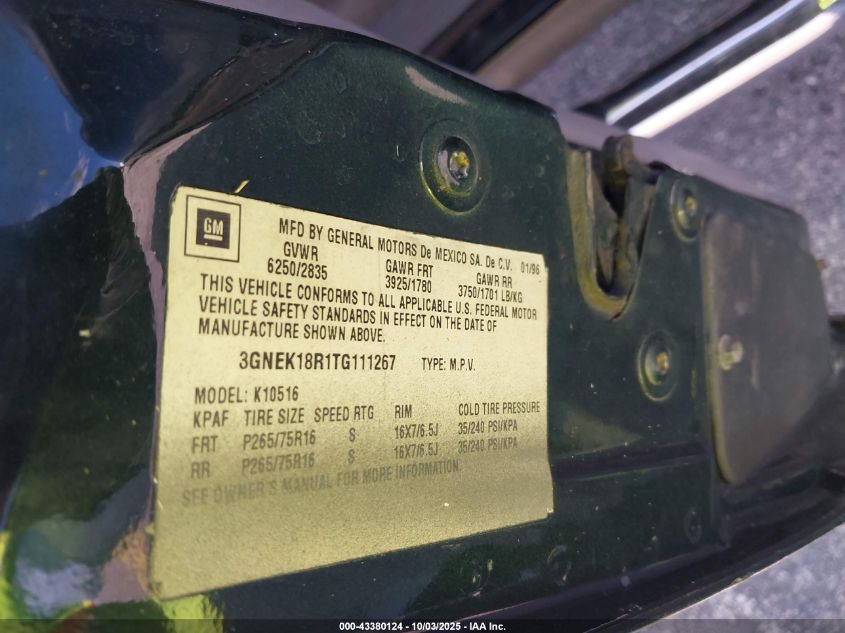 GM
MFD BY GENERAL MOTORS De MEXICO SA. De C.V. 01/96
GVWR GAWR FRT GAWR RR
6250/2835 3925/1780 3750/1701 LB/KG
THIS VEHICLE CONFORMS TO ALL APPLICABLE U.S. FEDERAL MOTOR
VEHICLE SAFETY STANDARDS IN EFFECT ON THE DATE OF
MANUFACTURE SHOWN ABOVE.
3GNEK18R1TG111267 TYPE: M.P.V.
MODEL: K10516
KPAF TIRE SIZE SPEED RTG RIM COLD TIRE PRESSURE
FRT P265/75R16 S 16X7/6.5J 35/240 PSI/KPA
RR P265/75R16 S 16X7/6.5J 35/240 PSI/KPA
SEE OWNER'S MANUAL FOR MORE INFORMATION.
000-43380124 - 10/03/2025 - IAA Inc.